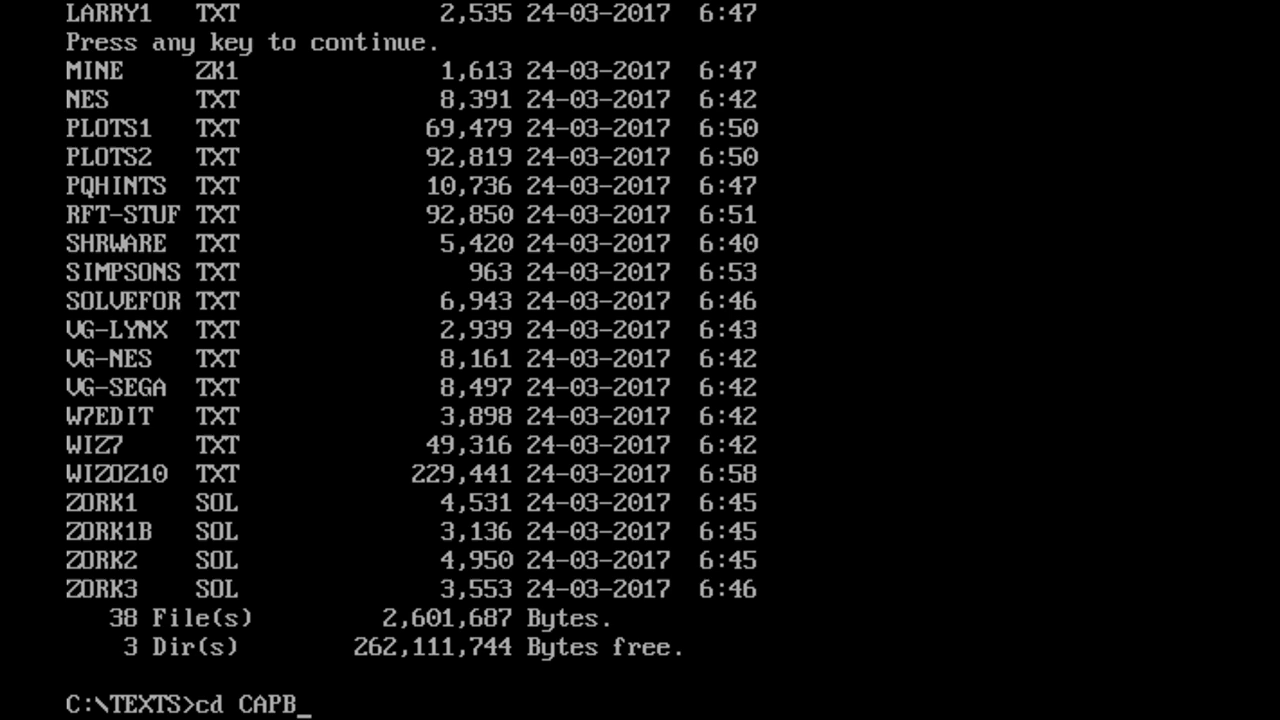 LARRY1   TXT              2,535 24-03-2017  6:47
Press any key to continue.
MINE     ZK1              1,613 24-03-2017  6:47
NES      TXT              8,391 24-03-2017  6:42
PLOTS1   TXT             69,479 24-03-2017  6:50
PLOTS2   TXT             92,819 24-03-2017  6:50
PQHINTS  TXT             10,736 24-03-2017  6:47
RFT-STUF TXT             92,850 24-03-2017  6:51
SHRWARE  TXT              5,420 24-03-2017  6:40
SIMPSONS TXT                963 24-03-2017  6:53
SOLVEFOR TXT              6,943 24-03-2017  6:46
VG-LYNX  TXT              2,939 24-03-2017  6:43
VG-NES   TXT              8,161 24-03-2017  6:42
VG-SEGA  TXT              8,497 24-03-2017  6:42
W7EDIT   TXT              3,898 24-03-2017  6:42
WIZ7     TXT             49,316 24-03-2017  6:42
WIZOZ10  TXT            229,441 24-03-2017  6:58
ZORK1    SOL              4,531 24-03-2017  6:45
ZORK1B   SOL              3,136 24-03-2017  6:45
ZORK2    SOL              4,950 24-03-2017  6:45
ZORK3    SOL              3,553 24-03-2017  6:46
   38 File(s)         2,601,687 Bytes.
    3 Dir(s)        262,111,744 Bytes free.
C:\TEXTS>cd CAPB_